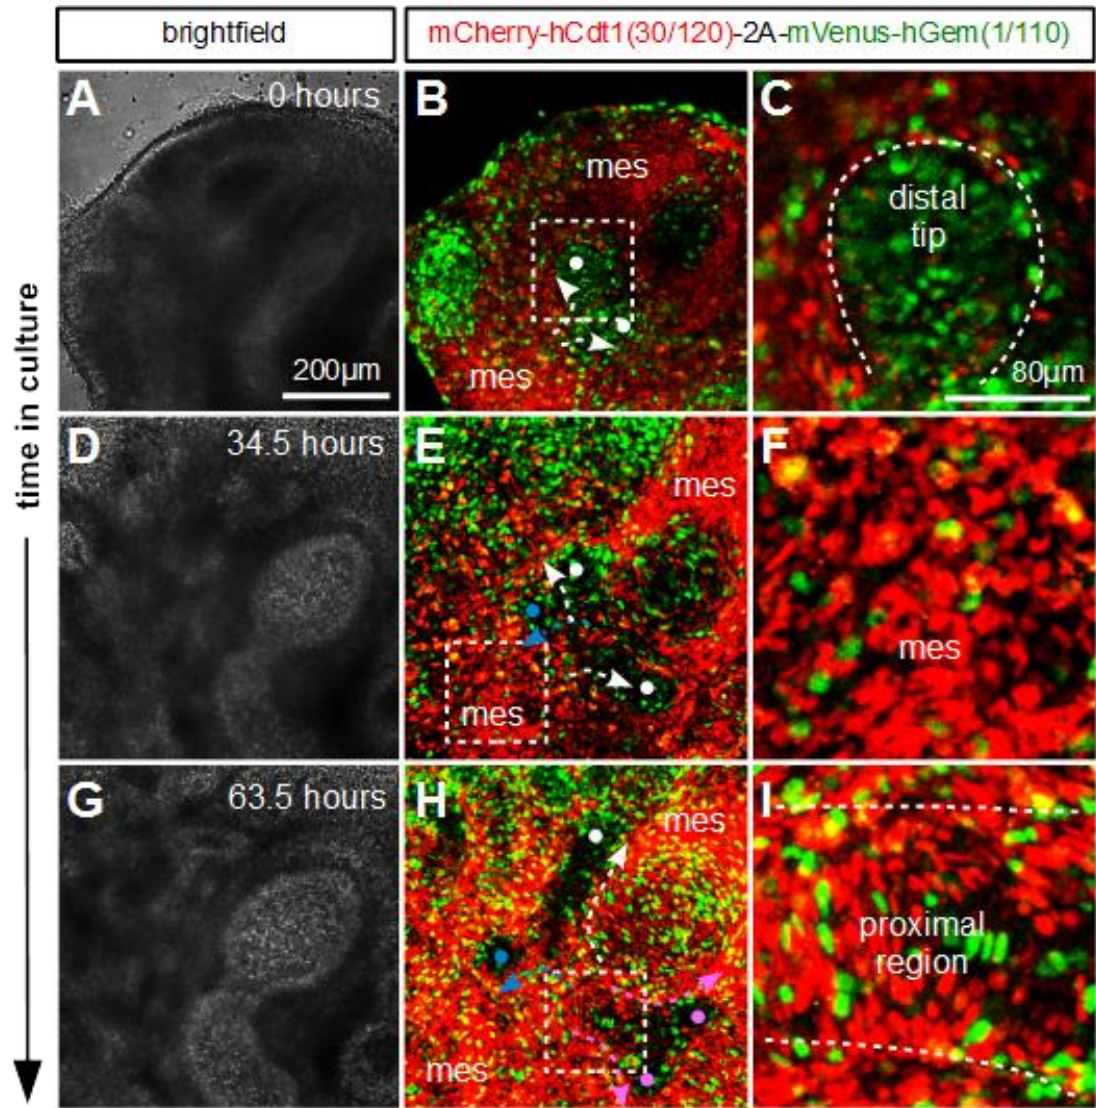 brightfield
mCherry-hCdt1(30/120)-2A-mVenus-hGem(1/110)
time in culture
A
0 hours
200µm
B
mes
mes
C
distal
tip
80µm
D
34.5 hours
E
mes
mes
F
mes
G
63.5 hours
H
mes
mes
I
proximal
region